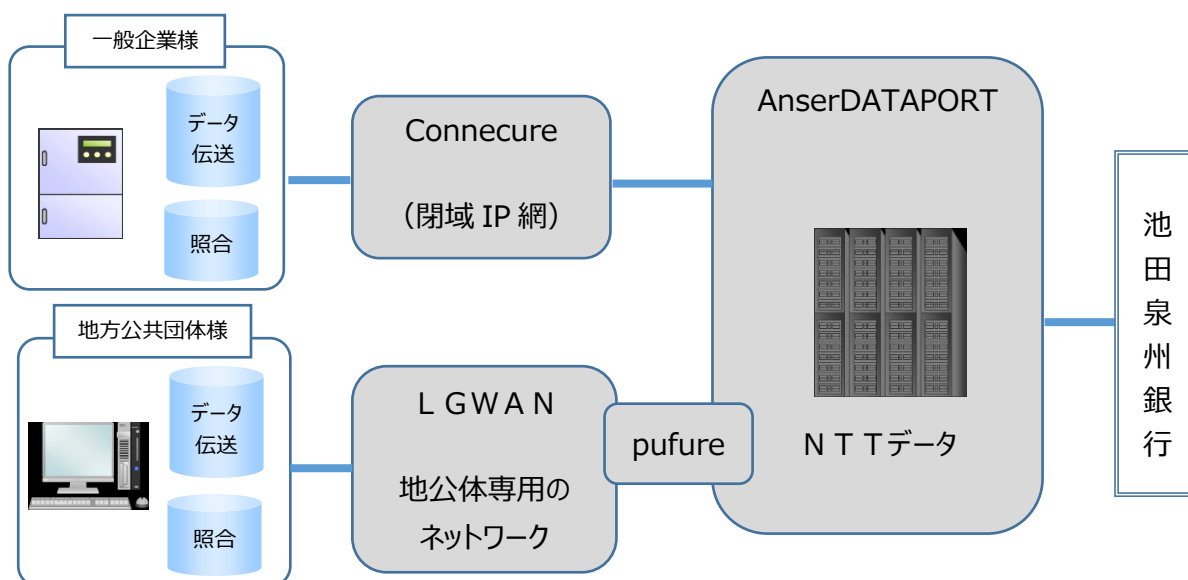 一般企業様
データ
伝送
照合
Connecure
（閉域 IP 網）
地方公共団体様
データ
伝送
照合
ＬGWAN
地公体専用の
ネットワーク
pufure
AnserDATAPORT
ＮＴＴデータ
池
田
泉
州
銀
行